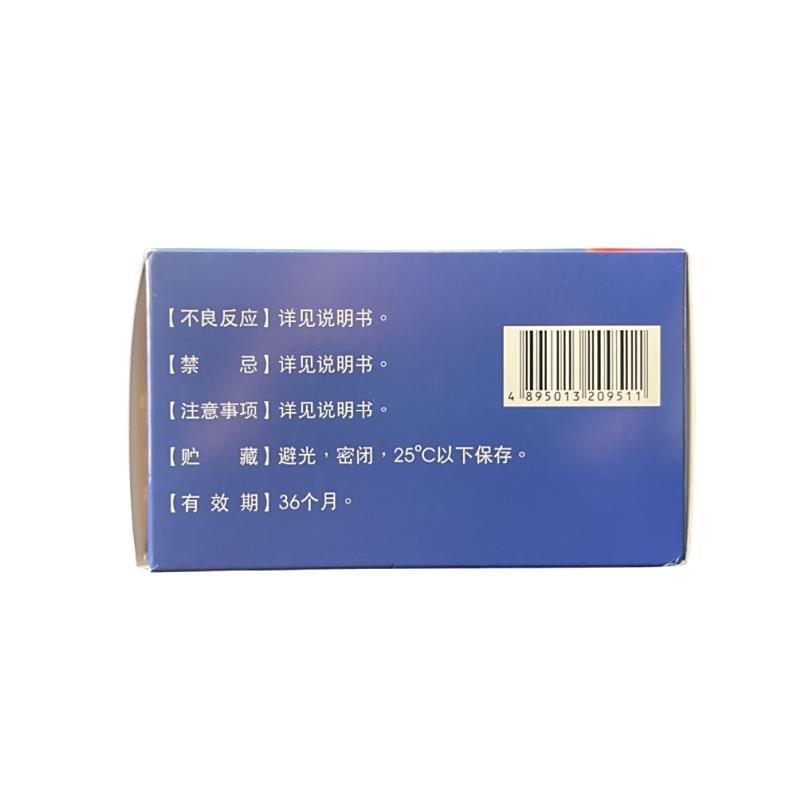 【不良反应】详见说明书。
【禁 忌】详见说明书。
【注意事项】详见说明书。
【贮 藏】避光,密闭,25°C以下保存。
【有 效 期】36个月。
4 895013 209511